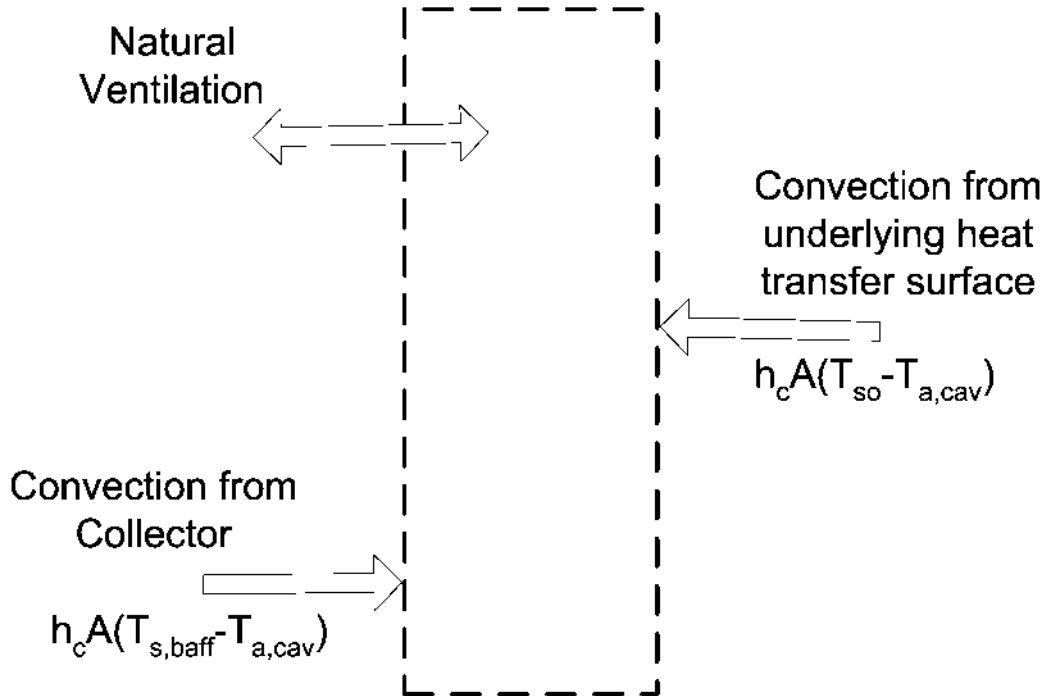 Natural
Ventilation
Convection from
underlying heat
transfer surface
h_cA(T_so-T_a,cav)
Convection from
Collector
h_cA(T_s,baff-T_a,cav)